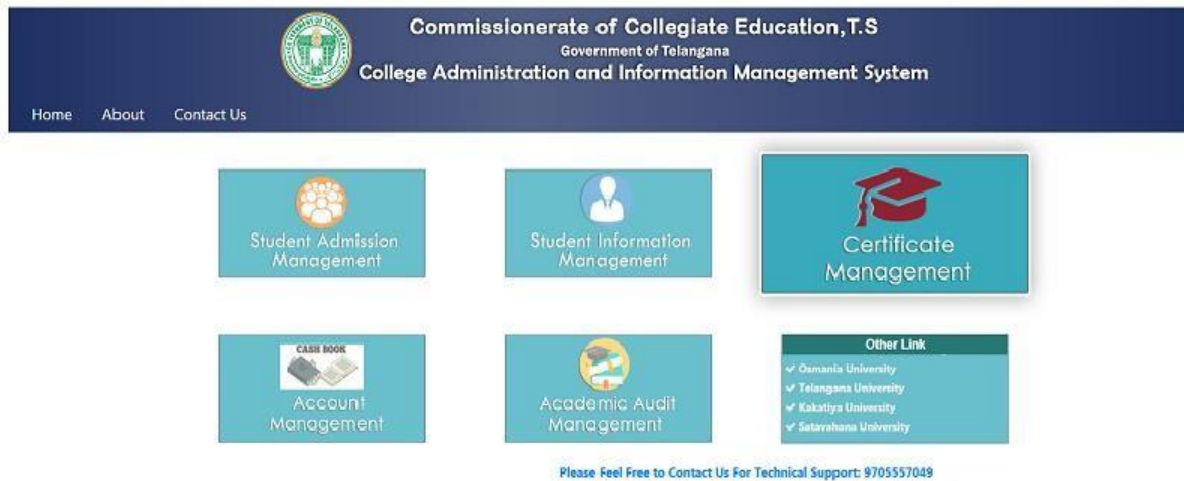 Commissionerate of Collegiate Education,T.S
Government of Telangana
College Administration and Information Management System
Home About Contact Us
Student Admission
Management
Student Information
Management
Certificate
Management
CASH BOOK
Account
Management
Academic Audit
Management
Other Link
Osmania University
Telangana University
Kakatiya University
Satavahana University
Please Feel Free to Contact Us For Technical Support: 9705557049